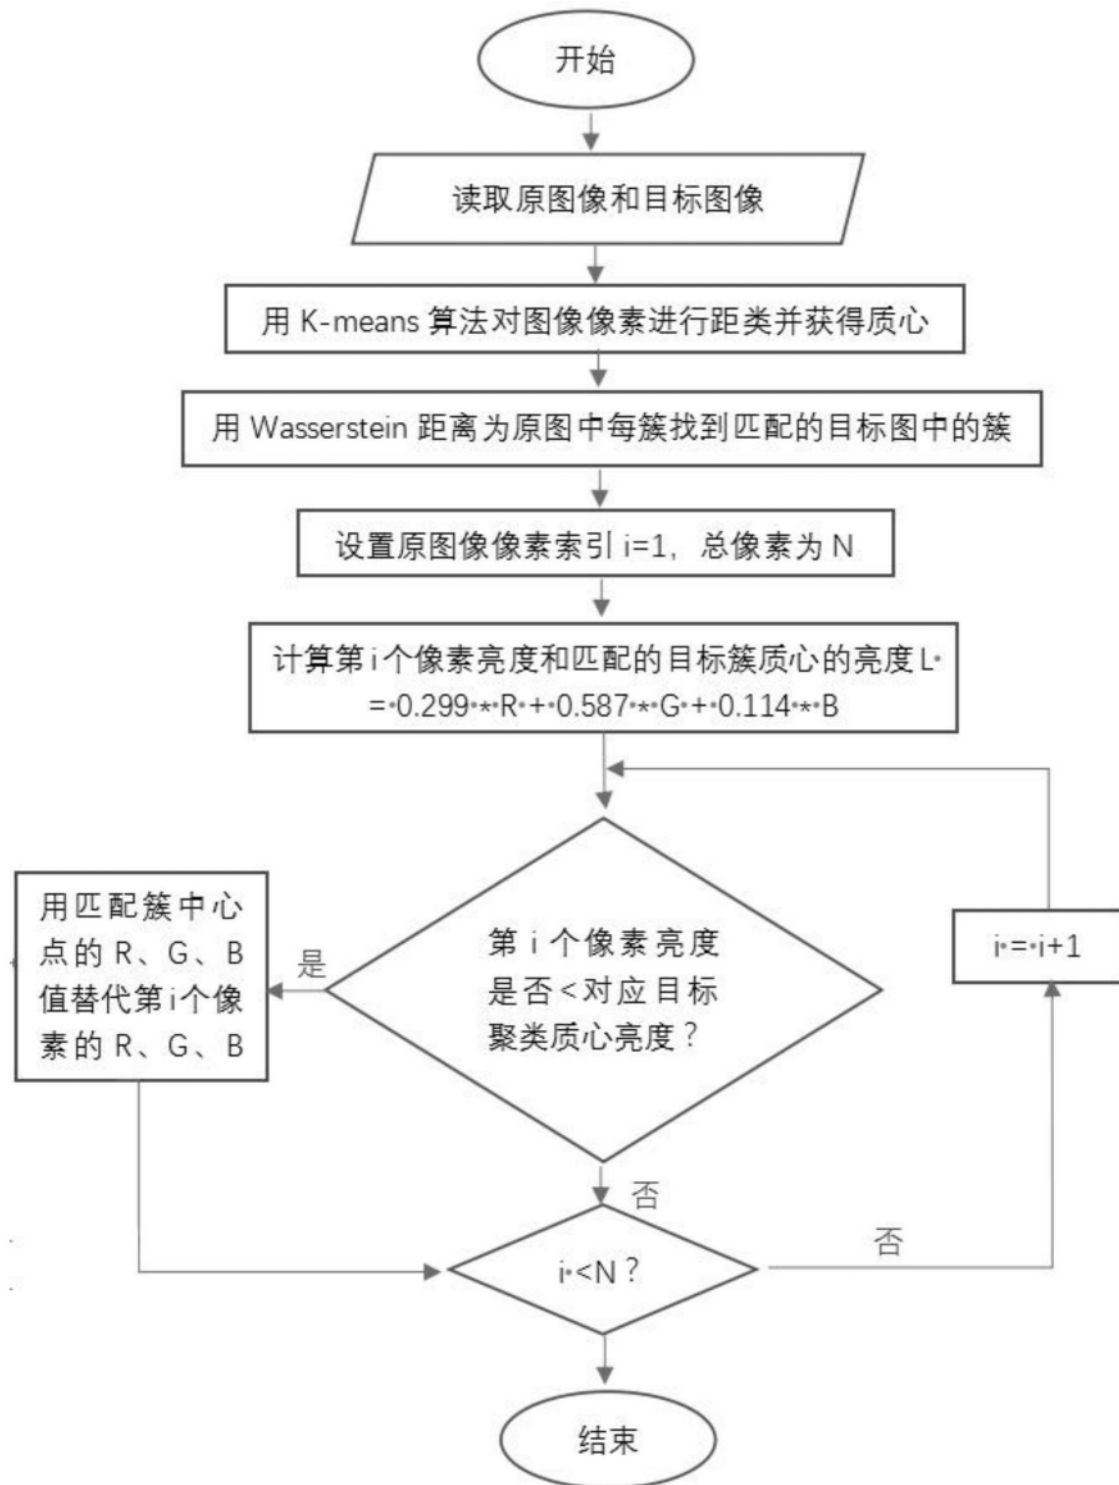 开始
读取原图像和目标图像
用 K-means 算法对图像像素进行距类并获得质心
用 Wasserstein 距离为原图中每簇找到匹配的目标图中的簇
设置原图像像素索引 i=1，总像素为 N
计算第 i 个像素亮度和匹配的目标簇质心的亮度 L·
=·0.299·*·R·+·0.587·*·G·+·0.114·*·B
第 i 个像素亮度
是否<对应目标
聚类质心亮度？
是
用匹配簇中心
点的 R、G、B
值替代第i个像
素的 R、G、B
i·=·i+1
否
i·<N？
否
结束